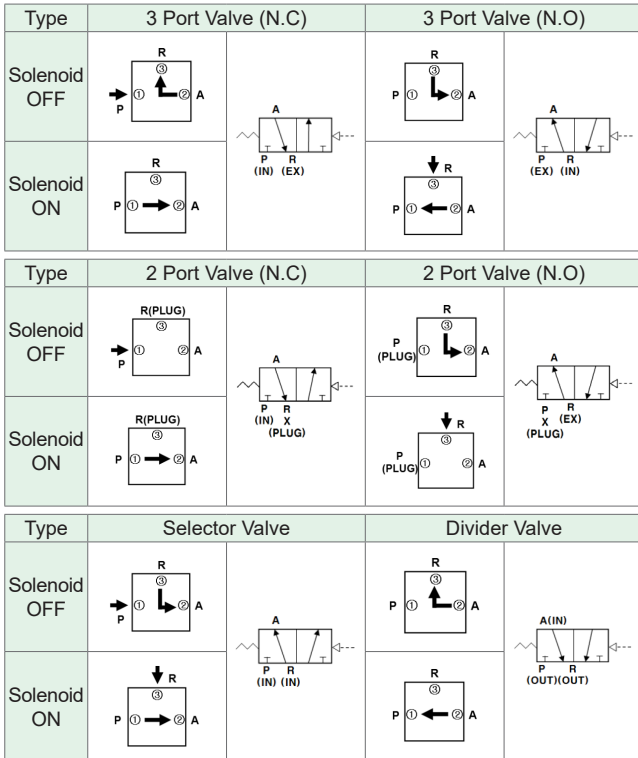 Type 3 Port Valve (N.C) 3 Port Valve (N.O)
Solenoid
OFF
R
③
① ② A
P
R
③
P ① ② A
A
P R
(IN) (EX)
A
P R
(EX) (IN)
Solenoid
ON
R
③
P ① ② A
R
③
P ① ② A
Type 2 Port Valve (N.C) 2 Port Valve (N.O)
Solenoid
OFF
R(PLUG)
③
① ② A
P
R
③
P
(PLUG) ① ② A
A
P R
(IN) X
(PLUG)
A
P R
X (EX)
(PLUG)
Solenoid
ON
R(PLUG)
③
P ① ② A
R
③
P
(PLUG) ① ② A
Type Selector Valve Divider Valve
Solenoid
OFF
R
③
① ② A
P
R
③
P ① ② A
A
P R
(IN) (IN)
A(IN)
P R
(OUT)(OUT)
Solenoid
ON
R
③
P ① ② A
R
③
P ① ② A